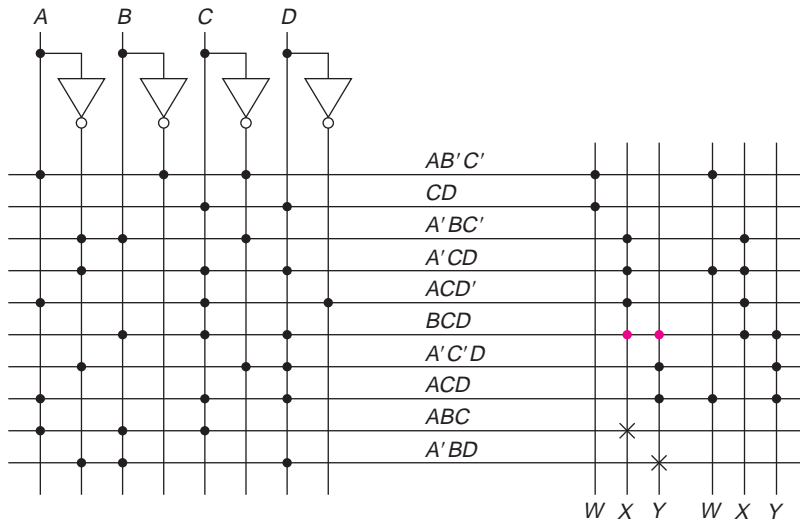 A B C D
AB'C'
CD
A'BC'
A'CD
ACD'
BCD
A'C'D
ACD
ABC
A'BD
W X Y W X Y